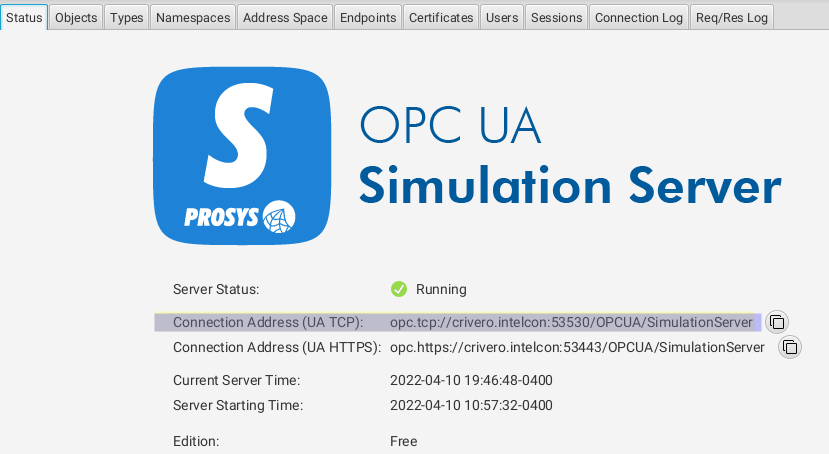 Status Objects Types Namespaces Address Space Endpoints Certificates Users Sessions Connection Log Req/Res Log
S
PROSYS
OPC UA
Simulation Server
Server Status: Running
Connection Address (UA TCP): opc.tcp://crivero.intelcon:53530/OPCUA/SimulationServer
Connection Address (UA HTTPS): opc.https://crivero.intelcon:53443/OPCUA/SimulationServer
Current Server Time: 2022-04-10 19:46:48-0400
Server Starting Time: 2022-04-10 10:57:32-0400
Edition: Free